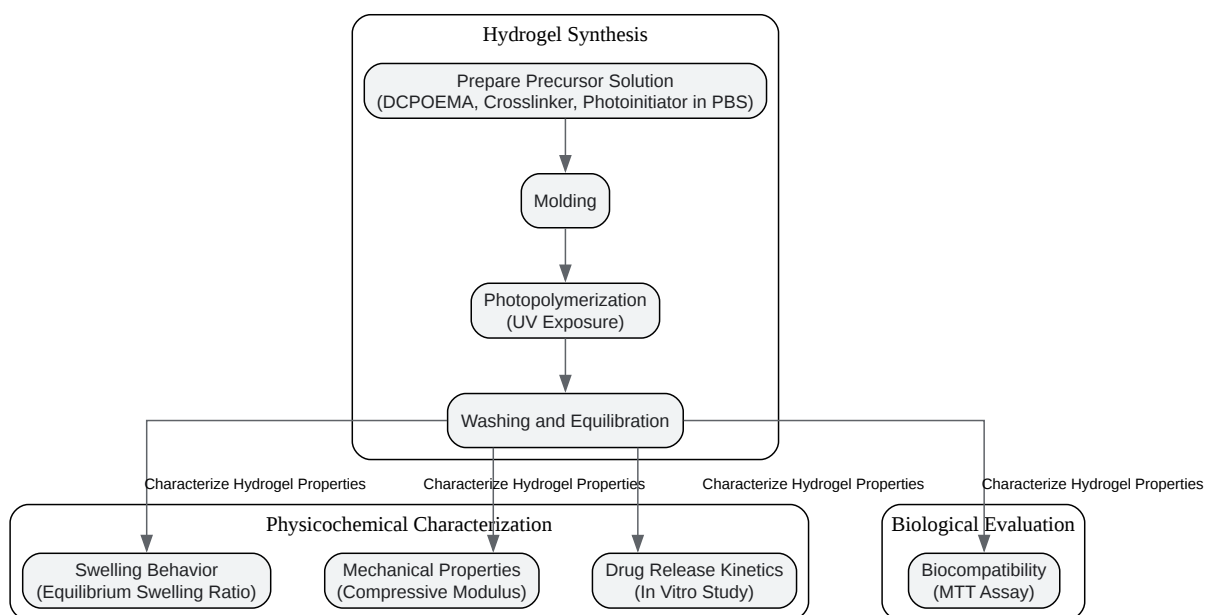 Hydrogel Synthesis
Prepare Precursor Solution
(DCPOEMA, Crosslinker, Photoinitiator in PBS)
Molding
Photopolymerization
(UV Exposure)
Washing and Equilibration
Characterize Hydrogel Properties
Characterize Hydrogel Properties
Characterize Hydrogel Properties
Characterize Hydrogel Properties
Physicochemical Characterization
Swelling Behavior
(Equilibrium Swelling Ratio)
Mechanical Properties
(Compressive Modulus)
Drug Release Kinetics
(In Vitro Study)
Biological Evaluation
Biocompatibility
(MTT Assay)